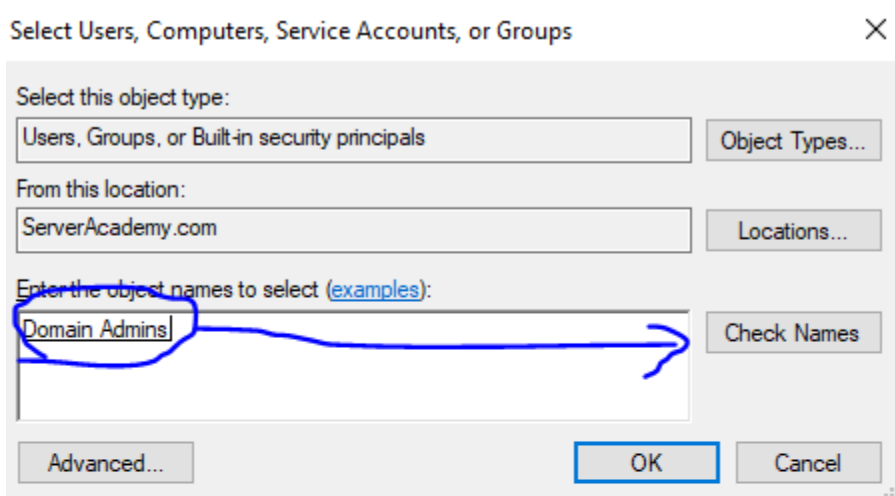 Select Users, Computers, Service Accounts, or Groups
Select this object type:
Users, Groups, or Built-in security principals
Object Types...
From this location:
ServerAcademy.com
Locations...
Enter the object names to select (examples):
Domain Admins
Check Names
Advanced...
OK
Cancel